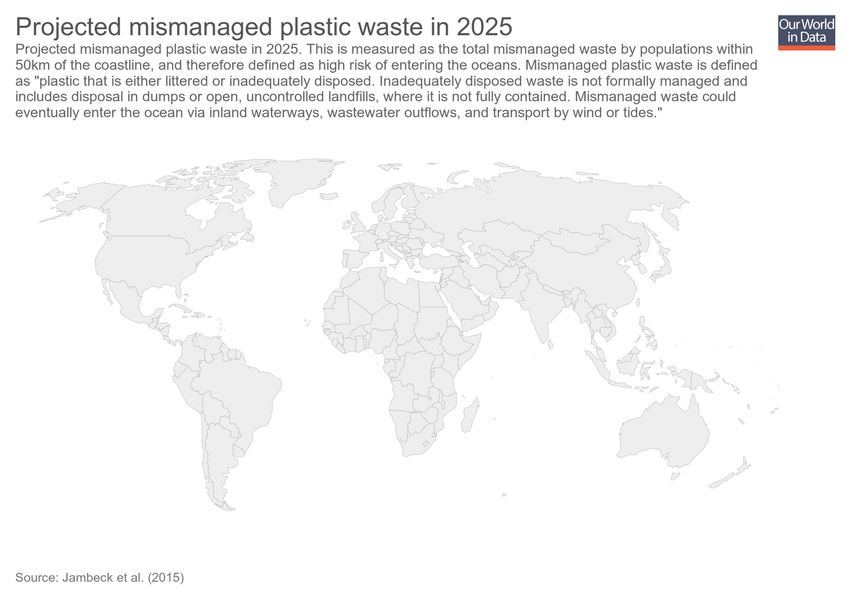 Projected mismanaged plastic waste in 2025
Our World
in Data
Projected mismanaged plastic waste in 2025. This is measured as the total mismanaged waste by populations within
50km of the coastline, and therefore defined as high risk of entering the oceans. Mismanaged plastic waste is defined
as "plastic that is either littered or inadequately disposed. Inadequately disposed waste is not formally managed and
includes disposal in dumps or open, uncontrolled landfills, where it is not fully contained. Mismanaged waste could
eventually enter the ocean via inland waterways, wastewater outflows, and transport by wind or tides."
Source: Jambeck et al. (2015)